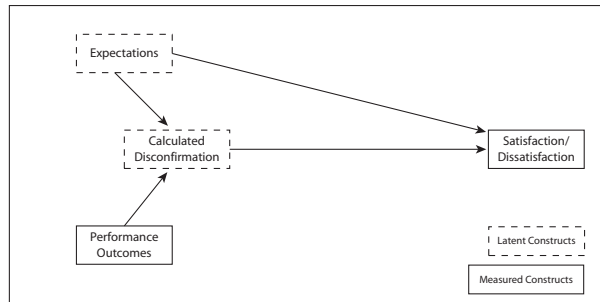 Expectations
Calculated
Disconfirmation
Satisfaction/
Dissatisfaction
Performance
Outcomes
Latent Constructs
Measured Constructs